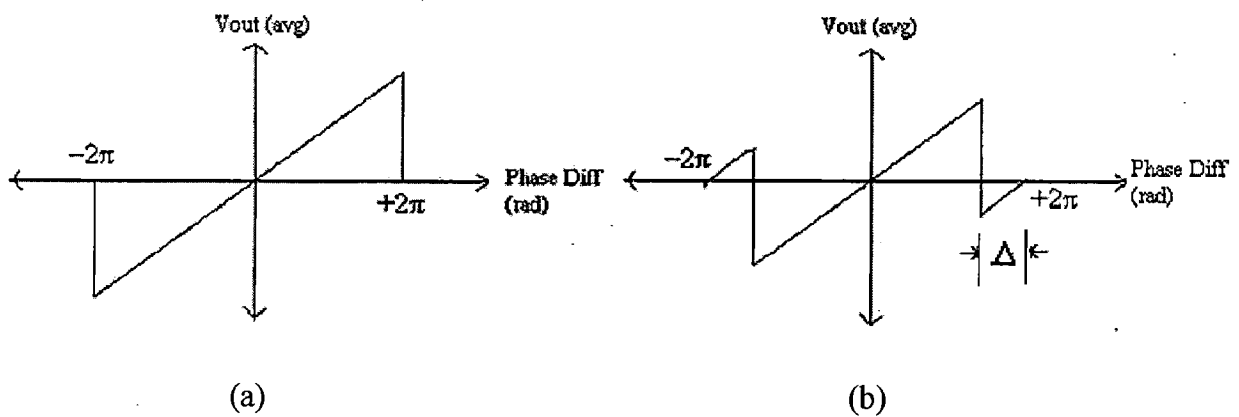 Vout (avg)
−2π
+2π
Phase Diff
(rad)
(a)
Vout (avg)
−2π
+2π
Phase Diff
(rad)
Δ
(b)